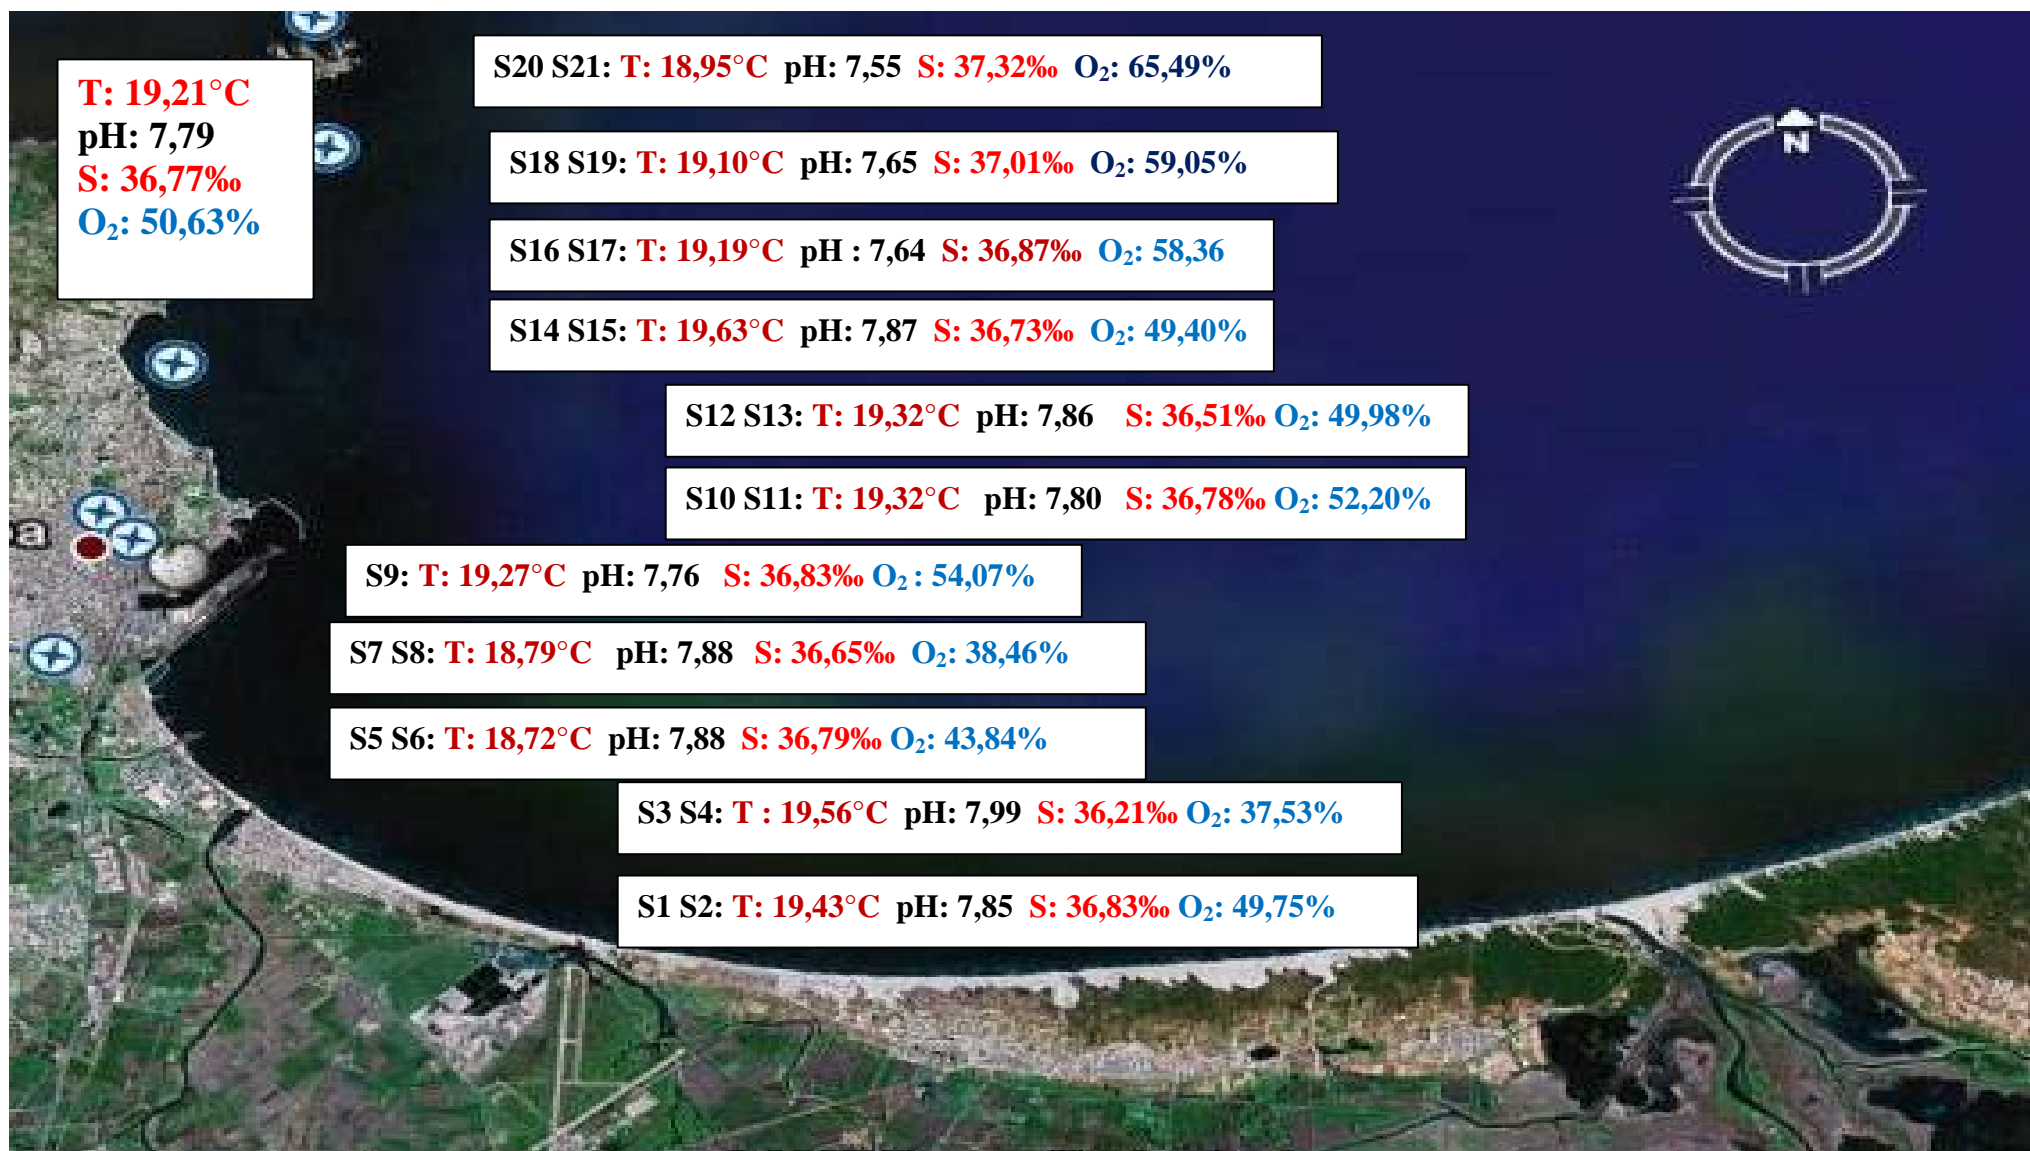 T: 19,21°C
pH: 7,79
S: 36,77‰
O₂: 50,63%
S20 S21: T: 18,95°C pH: 7,55 S: 37,32‰ O₂: 65,49%
S18 S19: T: 19,10°C pH: 7,65 S: 37,01‰ O₂: 59,05%
S16 S17: T: 19,19°C pH : 7,64 S: 36,87‰ O₂: 58,36
S14 S15: T: 19,63°C pH: 7,87 S: 36,73‰ O₂: 49,40%
S12 S13: T: 19,32°C pH: 7,86 S: 36,51‰ O₂: 49,98%
S10 S11: T: 19,32°C pH: 7,80 S: 36,78‰ O₂: 52,20%
S9: T: 19,27°C pH: 7,76 S: 36,83‰ O₂ : 54,07%
S7 S8: T: 18,79°C pH: 7,88 S: 36,65‰ O₂: 38,46%
S5 S6: T: 18,72°C pH: 7,88 S: 36,79‰ O₂: 43,84%
S3 S4: T : 19,56°C pH: 7,99 S: 36,21‰ O₂: 37,53%
S1 S2: T: 19,43°C pH: 7,85 S: 36,83‰ O₂: 49,75%
N
a